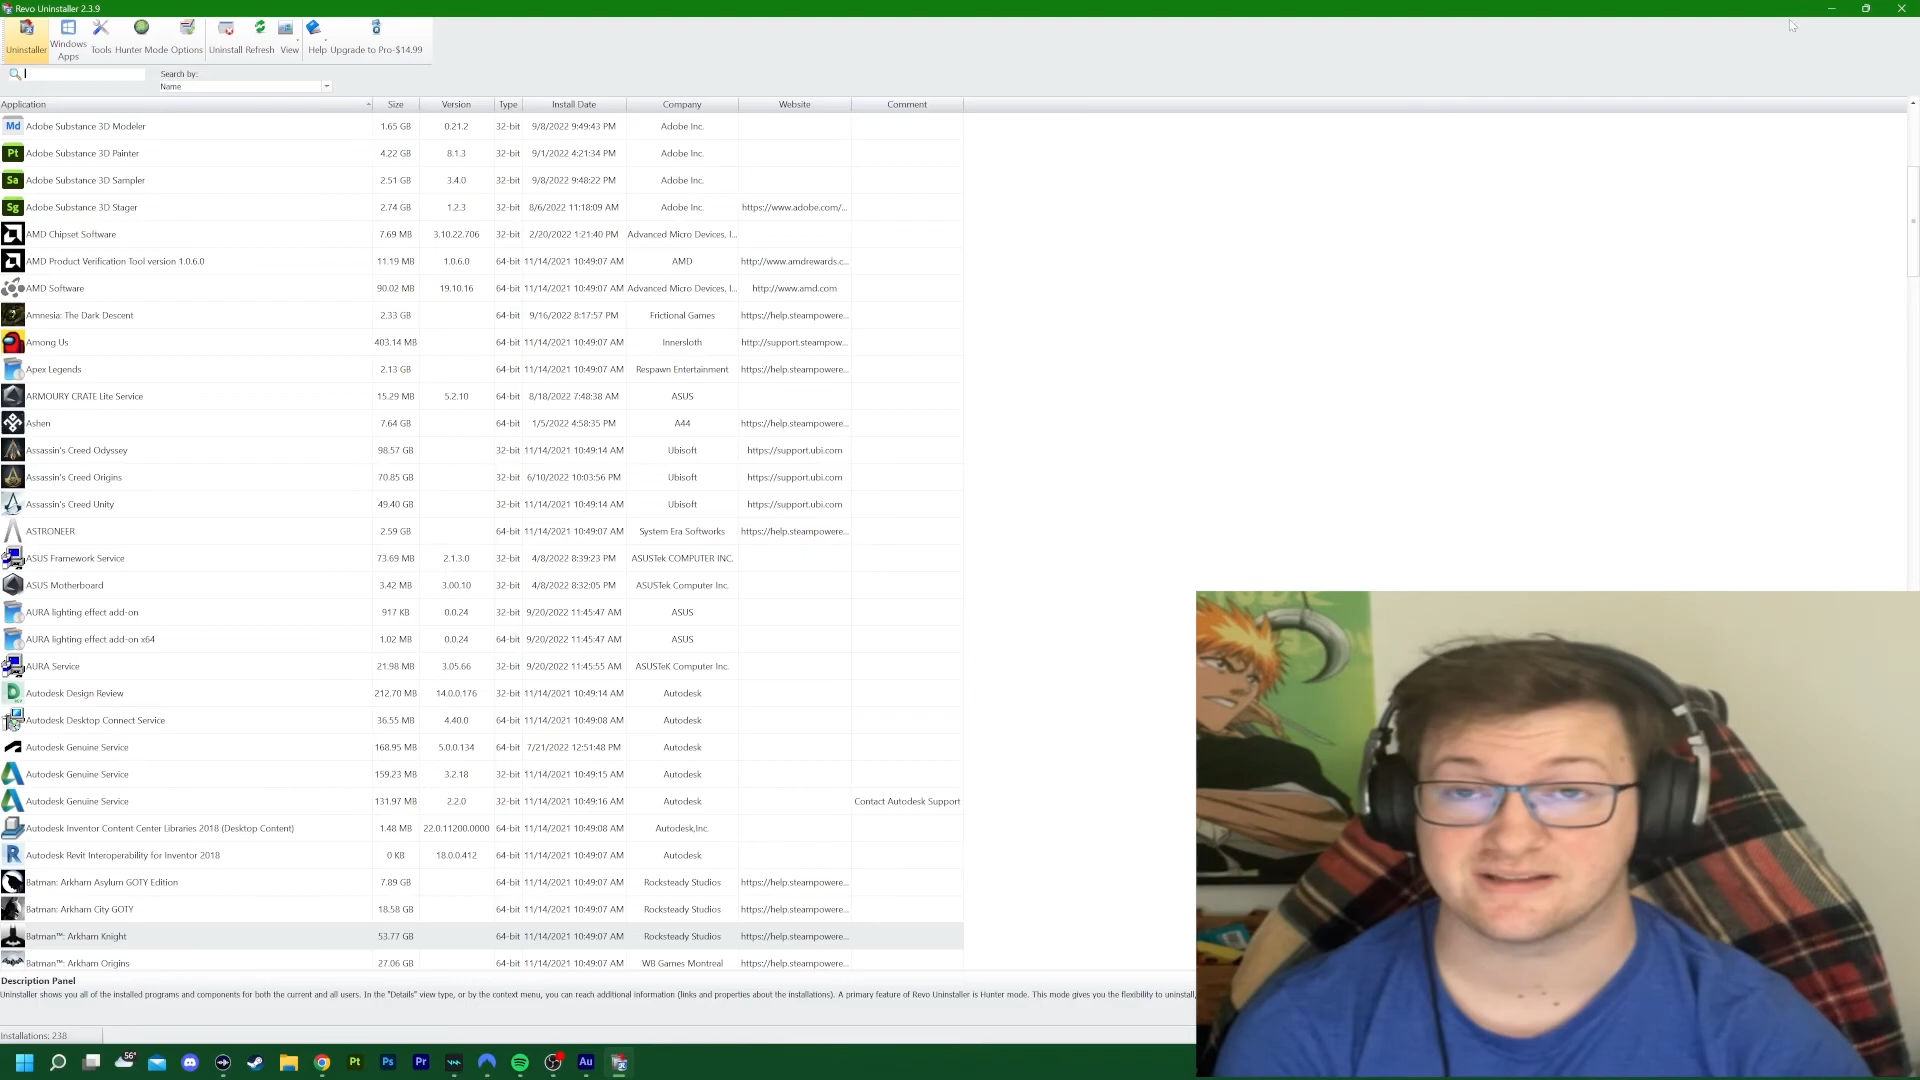 Revo Uninstaller 2.3.9
Uninstaller Windows Apps Tools Hunter Mode Options Uninstall Refresh View Help Upgrade to Pro-$14.99
Search by:
Name
Application Size Version Type Install Date Company Website Comment
Md Adobe Substance 3D Modeler 1.65 GB 0.21.2 32-bit 9/8/2022 9:49:43 PM Adobe Inc.
Pt Adobe Substance 3D Painter 4.22 GB 8.1.3 32-bit 9/1/2022 4:21:34 PM Adobe Inc.
Sa Adobe Substance 3D Sampler 2.51 GB 3.4.0 32-bit 9/8/2022 9:48:22 PM Adobe Inc.
Sg Adobe Substance 3D Stager 2.74 GB 1.2.3 32-bit 8/6/2022 11:18:09 AM Adobe Inc. https://www.adobe.com/...
AMD Chipset Software 7.69 MB 3.10.22.706 32-bit 2/20/2022 1:21:40 PM Advanced Micro Devices, I...
AMD Product Verification Tool version 1.0.6.0 11.19 MB 1.0.6.0 64-bit 11/14/2021 10:49:07 AM AMD http://www.amdrewards.c...
AMD Software 90.02 MB 19.10.16 64-bit 11/14/2021 10:49:07 AM Advanced Micro Devices, I... http://www.amd.com
Amnesia: The Dark Descent 2.33 GB 64-bit 9/16/2022 8:17:57 PM Frictional Games https://help.steampowere...
Among Us 403.14 MB 64-bit 11/14/2021 10:49:07 AM Innersloth http://support.steampow...
Apex Legends 2.13 GB 64-bit 11/14/2021 10:49:07 AM Respawn Entertainment https://help.steampowere...
ARMOURY CRATE Lite Service 15.29 MB 5.2.10 64-bit 8/18/2022 7:48:38 AM ASUS
Ashen 7.64 GB 64-bit 1/5/2022 4:58:35 PM A44 https://help.steampowere...
Assassin's Creed Odyssey 98.57 GB 32-bit 11/14/2021 10:49:14 AM Ubisoft https://support.ubi.com
Assassin's Creed Origins 70.85 GB 32-bit 6/10/2022 10:03:56 PM Ubisoft https://support.ubi.com
Assassin's Creed Unity 49.40 GB 32-bit 11/14/2021 10:49:14 AM Ubisoft https://support.ubi.com
ASTRONEER 2.59 GB 64-bit 11/14/2021 10:49:07 AM System Era Softworks https://help.steampowere...
ASUS Framework Service 73.69 MB 2.1.3.0 32-bit 4/8/2022 8:39:23 PM ASUSTek COMPUTER INC.
ASUS Motherboard 3.42 MB 3.00.10 32-bit 4/8/2022 8:32:05 PM ASUSTek Computer Inc.
AURA lighting effect add-on 917 KB 0.0.24 32-bit 9/20/2022 11:45:47 AM ASUS
AURA lighting effect add-on x64 1.02 MB 0.0.24 64-bit 9/20/2022 11:45:47 AM ASUS
AURA Service 21.98 MB 3.05.66 32-bit 9/20/2022 11:45:55 AM ASUSTeK Computer Inc.
Autodesk Design Review 212.70 MB 14.0.0.176 32-bit 11/14/2021 10:49:14 AM Autodesk
Autodesk Desktop Connect Service 36.55 MB 4.40.0 64-bit 11/14/2021 10:49:08 AM Autodesk
Autodesk Genuine Service 168.95 MB 5.0.0.134 64-bit 7/21/2022 12:51:48 PM Autodesk
Autodesk Genuine Service 159.23 MB 3.2.18 32-bit 11/14/2021 10:49:15 AM Autodesk
Autodesk Genuine Service 131.97 MB 2.2.0 32-bit 11/14/2021 10:49:16 AM Autodesk Contact Autodesk Support
Autodesk Inventor Content Center Libraries 2018 (Desktop Content) 1.48 MB 22.0.11200.0000 64-bit 11/14/2021 10:49:08 AM Autodesk,Inc.
R Autodesk Revit Interoperability for Inventor 2018 0 KB 18.0.0.412 64-bit 11/14/2021 10:49:07 AM Autodesk
Batman: Arkham Asylum GOTY Edition 7.89 GB 64-bit 11/14/2021 10:49:07 AM Rocksteady Studios https://help.steampowere...
Batman: Arkham City GOTY 18.58 GB 64-bit 11/14/2021 10:49:07 AM Rocksteady Studios https://help.steampowere...
Batman™: Arkham Knight 53.77 GB 64-bit 11/14/2021 10:49:07 AM Rocksteady Studios https://help.steampowere...
Batman™: Arkham Origins 27.06 GB 64-bit 11/14/2021 10:49:07 AM WB Games Montreal https://help.steampowere...
Description Panel
Uninstaller shows you all of the installed programs and components for both the current and all users. In the "Details" view type, or by the context menu, you can reach additional information (links and properties about the installations). A primary feature of Revo Uninstaller is Hunter mode. This mode gives you the flexibility to uninstall,
Installations: 238
56° Pt Ps Pr Au